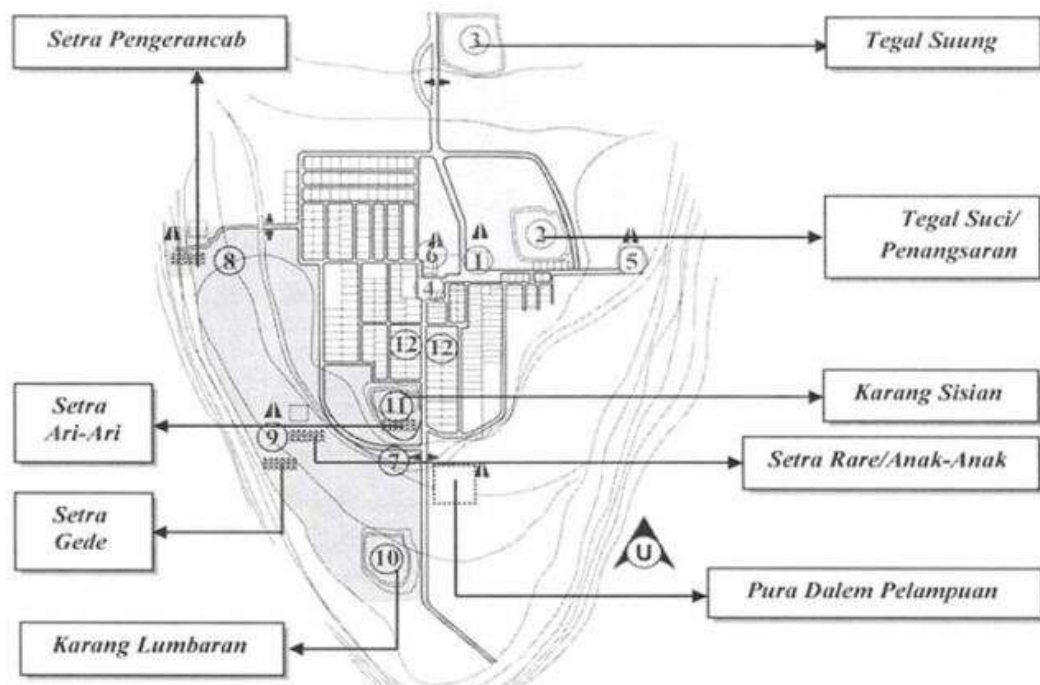 Setra Pengerancab
3
Tegal Suung
Tegal Suci/
Penangsaran
2
6
1
5
8
4
12
12
Karang Sisian
11
Setra
Ari-Ari
9
7
Setra Rare/Anak-Anak
Setra
Gede
U
10
Pura Dalem Pelampuan
Karang Lumbaran